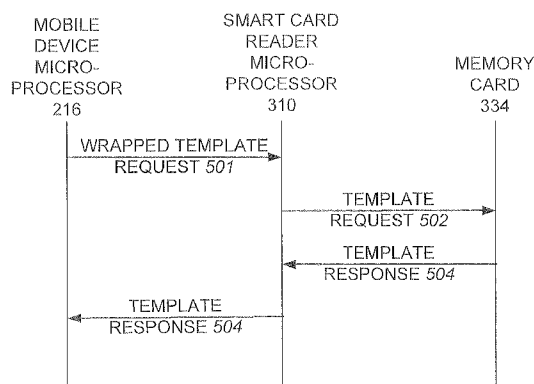 MOBILE
DEVICE
MICRO-
PROCESSOR
216
SMART CARD
READER
MICRO-
PROCESSOR
310
MEMORY
CARD
334
WRAPPED TEMPLATE
REQUEST 501
TEMPLATE
REQUEST 502
TEMPLATE
RESPONSE 504
TEMPLATE
RESPONSE 504